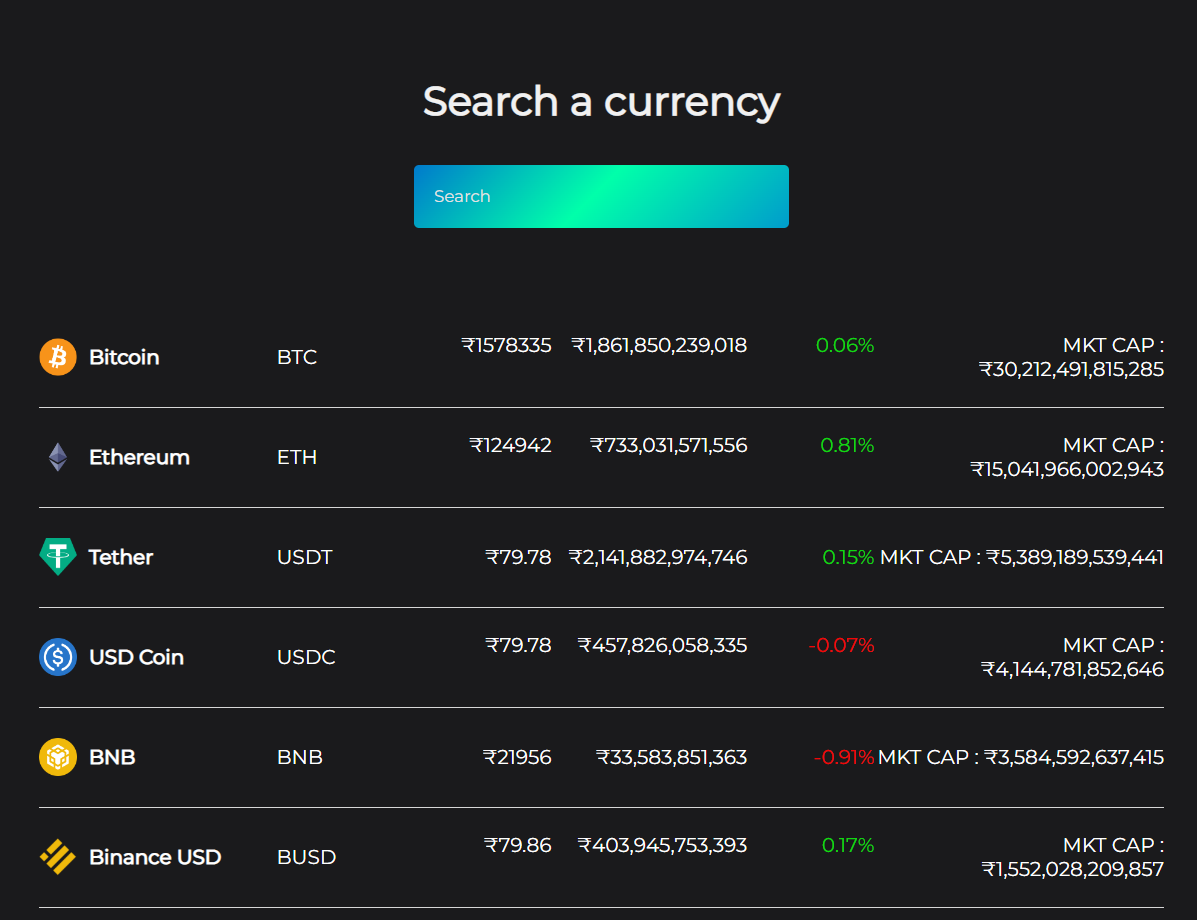 Search a currency
Search
Bitcoin BTC ₹1578335 ₹1,861,850,239,018 0.06% MKT CAP :
₹30,212,491,815,285
Ethereum ETH ₹124942 ₹733,031,571,556 0.81% MKT CAP :
₹15,041,966,002,943
Tether USDT ₹79.78 ₹2,141,882,974,746 0.15% MKT CAP : ₹5,389,189,539,441
USD Coin USDC ₹79.78 ₹457,826,058,335 -0.07% MKT CAP :
₹4,144,781,852,646
BNB BNB ₹21956 ₹33,583,851,363 -0.91% MKT CAP : ₹3,584,592,637,415
Binance USD BUSD ₹79.86 ₹403,945,753,393 0.17% MKT CAP :
₹1,552,028,209,857